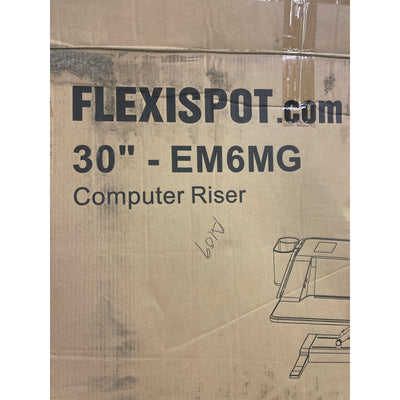 FLEXISPOT.com
30" - EM6MG
Computer Riser